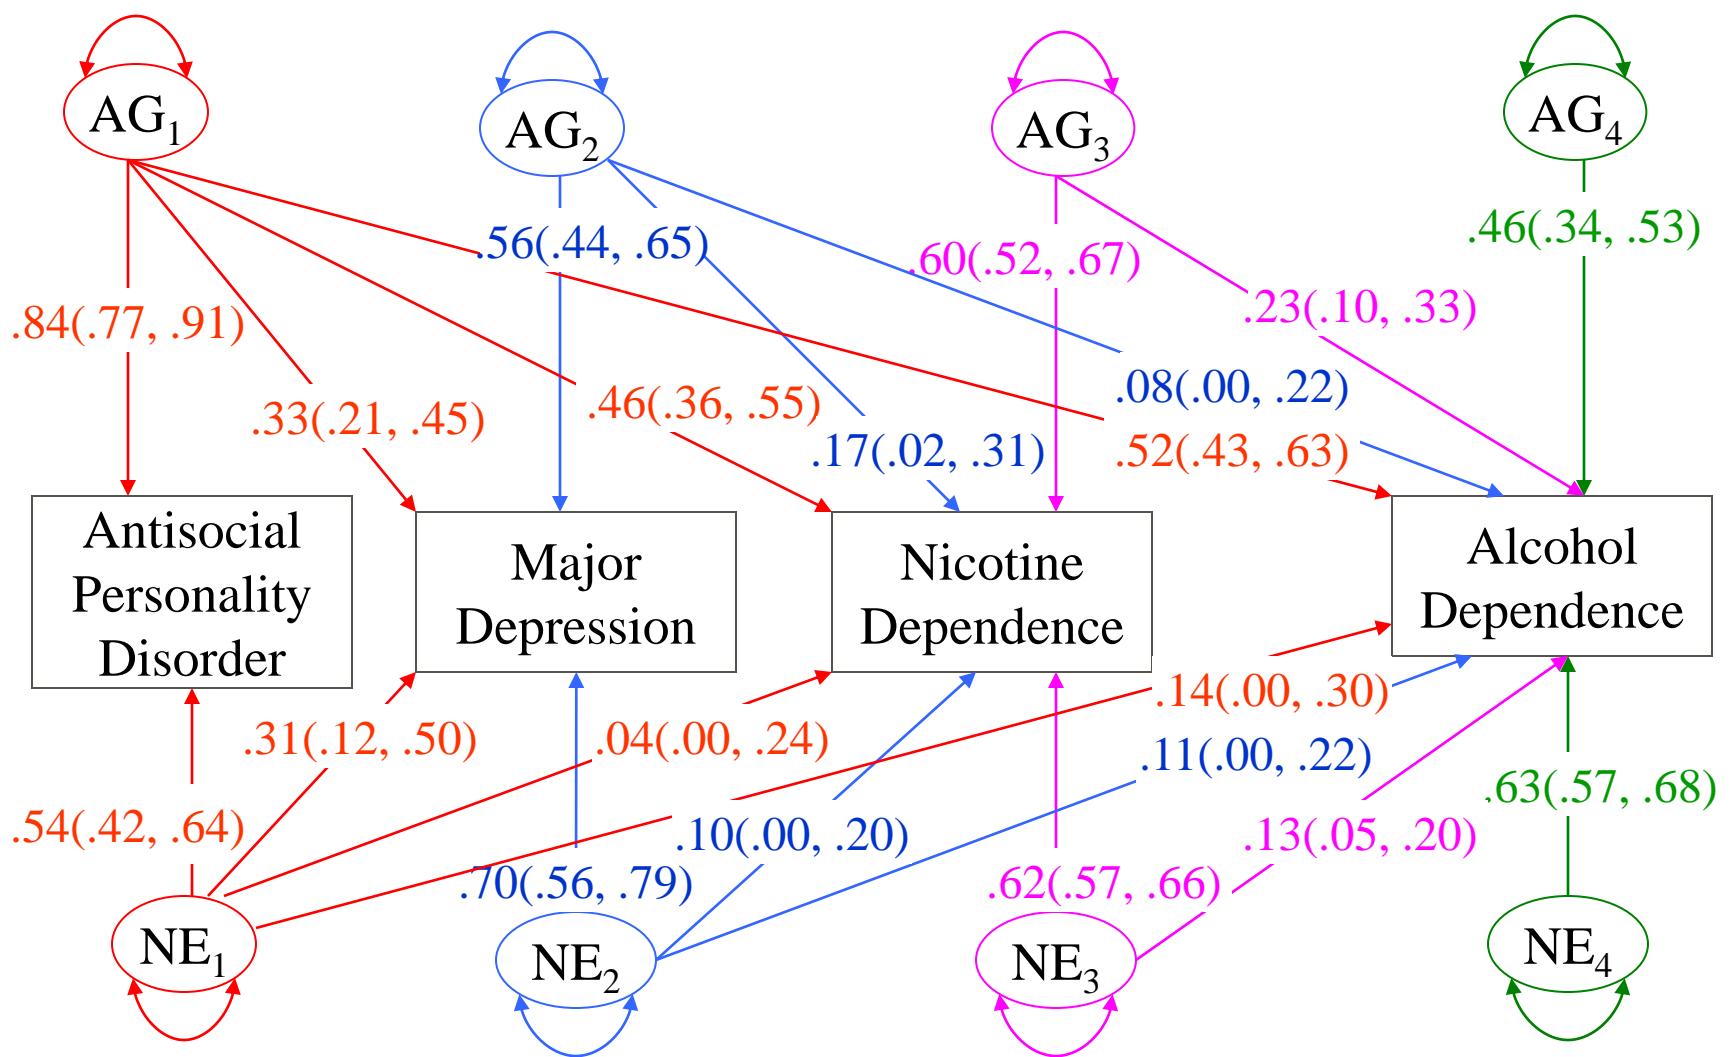 AG1
AG2
AG3
AG4
.56(.44, .65)
.60(.52, .67)
.46(.34, .53)
.84(.77, .91)
.23(.10, .33)
.33(.21, .45)
.46(.36, .55)
.08(.00, .22)
.17(.02, .31)
.52(.43, .63)
Antisocial
Personality
Disorder
Major
Depression
Nicotine
Dependence
Alcohol
Dependence
.31(.12, .50)
.04(.00, .24)
.14(.00, .30)
.11(.00, .22)
.63(.57, .68)
.54(.42, .64)
.10(.00, .20)
.13(.05, .20)
.70(.56, .79)
.62(.57, .66)
NE1
NE2
NE3
NE4